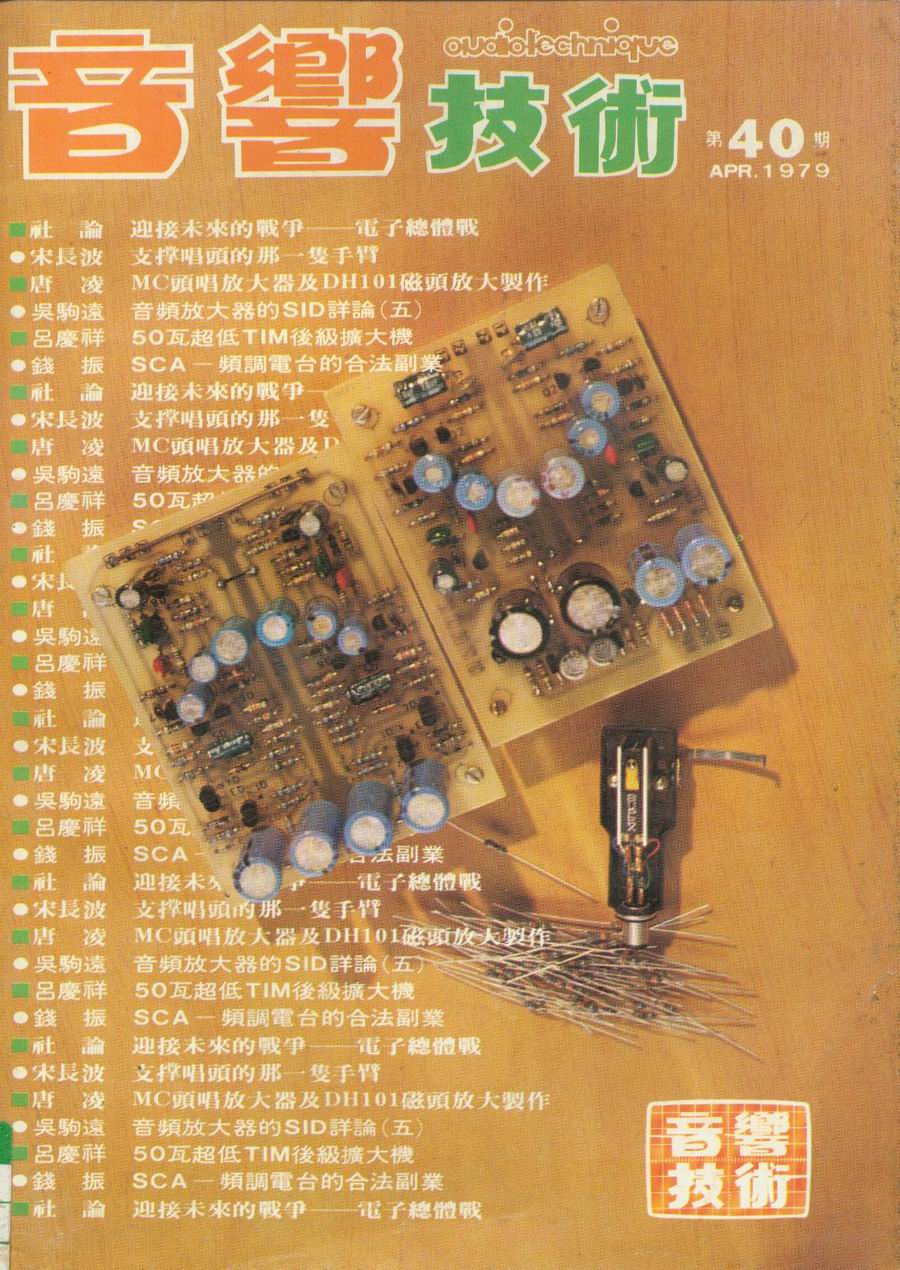 音響技術
audiotechnique
第40期
APR.1979
■社 論 迎接未來的戰爭──電子總體戰
●宋長波 支撐唱頭的那一隻手臂
■唐 凌 MC頭唱放大器及DH101磁頭放大製作
●吳駒遠 音頻放大器的SID詳論(五)
■呂慶祥 50瓦超低TIM後級擴大機
●錢 振 SCA－頻調電台的合法副業
■社 論 迎接未來的戰爭─
●宋長波 支撐唱頭的那一隻
■唐 凌 MC頭唱放大器及D
●吳駒遠 音頻放大器的
■呂慶祥 50瓦超
●錢 振 SC
■社
●宋長
■唐
●吳駒遠
■呂慶祥
●錢 振
■社 論
●宋長波 支
■唐 凌 MC
●吳駒遠 音頻
■呂慶祥 50瓦
●錢 振 SCA－ 合法副業
■社 論 迎接未來 爭──電子總體戰
●宋長波 支撐唱頭的那一隻手臂
■唐 凌 MC頭唱放大器及DH101磁頭放大製作
●吳駒遠 音頻放大器的SID詳論(五)
■呂慶祥 50瓦超低TIM後級擴大機
●錢 振 SCA－頻調電台的合法副業
■社 論 迎接未來的戰爭──電子總體戰
●宋長波 支撐唱頭的那一隻手臂
■唐 凌 MC頭唱放大器及DH101磁頭放大製作
●吳駒遠 音頻放大器的SID詳論(五)
■呂慶祥 50瓦超低TIM後級擴大機
●錢 振 SCA－頻調電台的合法副業
■社 論 迎接未來的戰爭──電子總體戰
音響
技術